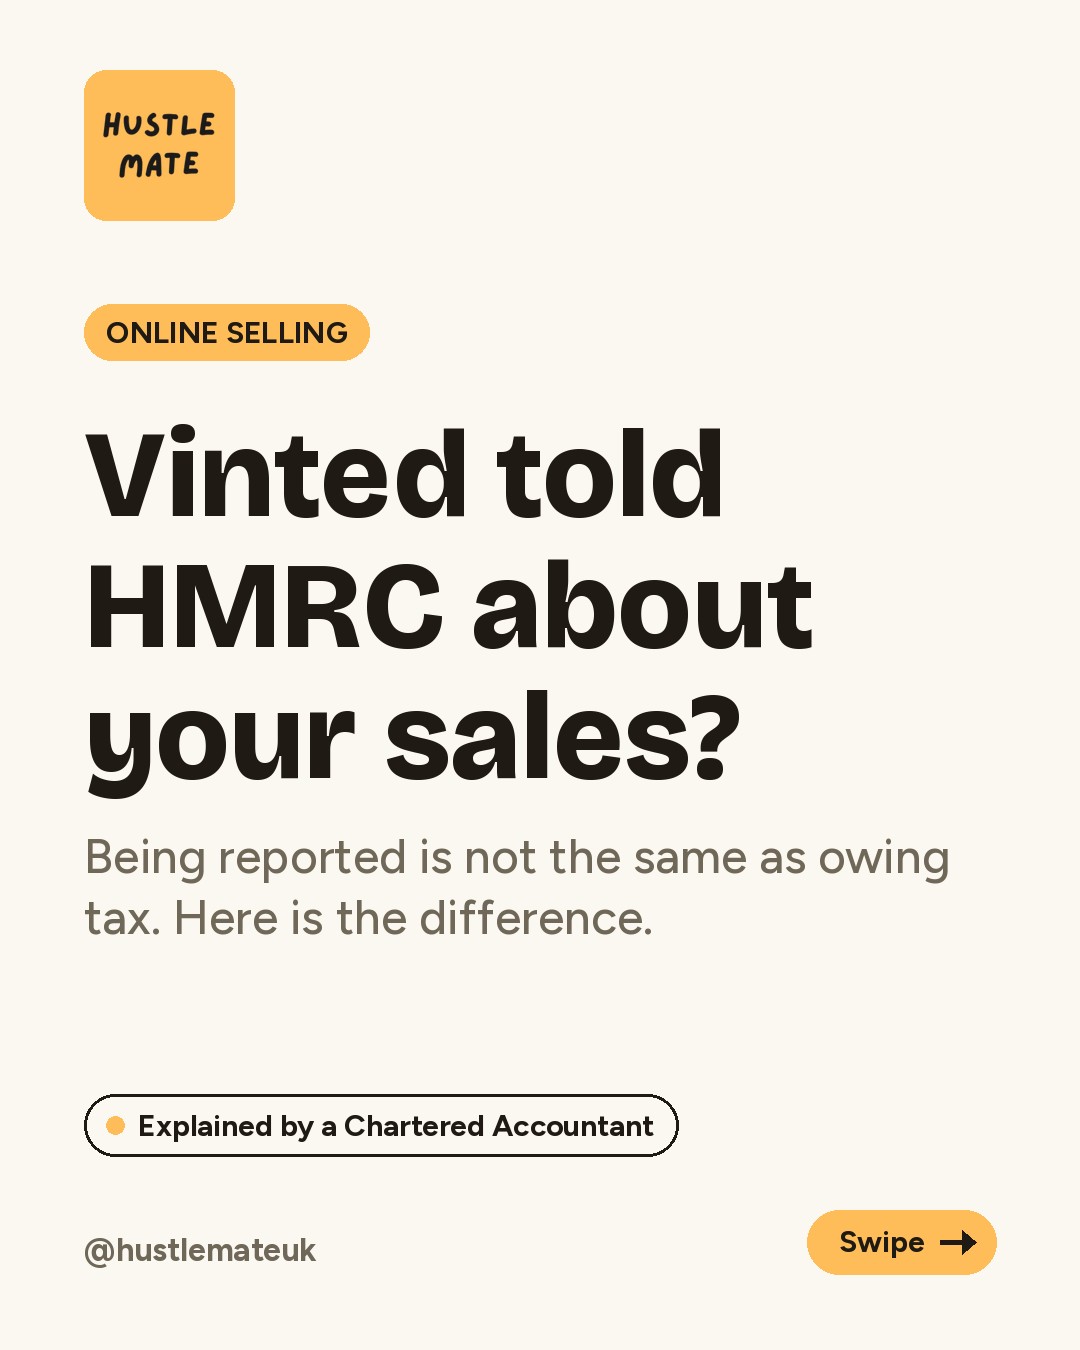 HUSTLE
MATE
ONLINE SELLING
Vinted told
HMRC about
your sales?
Being reported is not the same as owing
tax. Here is the difference.
Explained by a Chartered Accountant
@hustlemateuk
Swipe